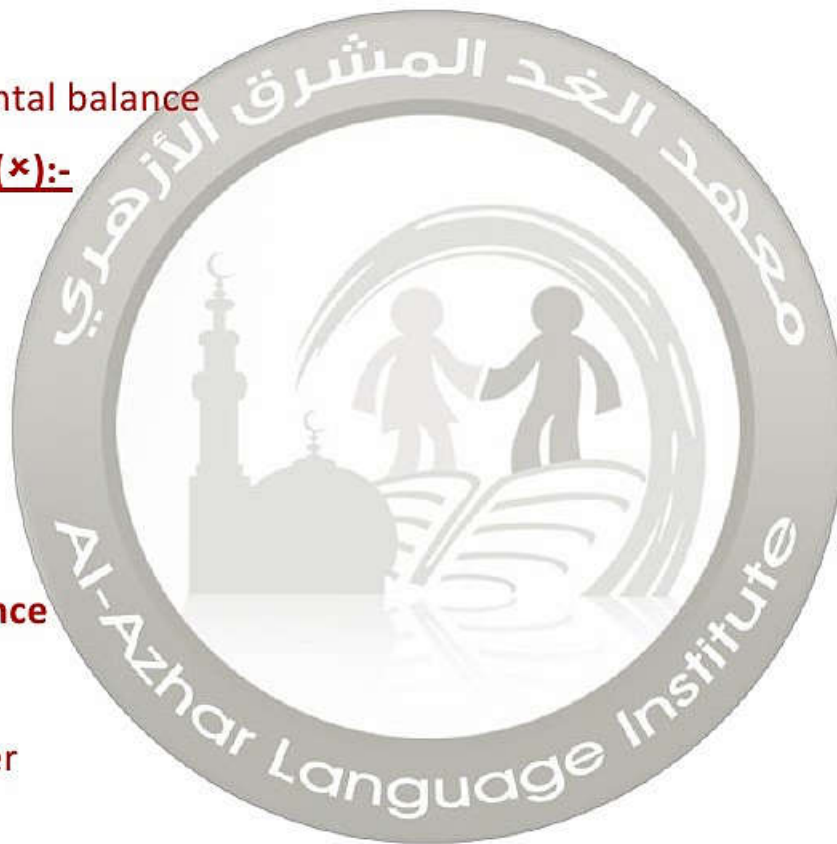 معهد الغد المشرق الأزهري
ntal balance
(×):-
nce
er
Al-Azhar Language Institute